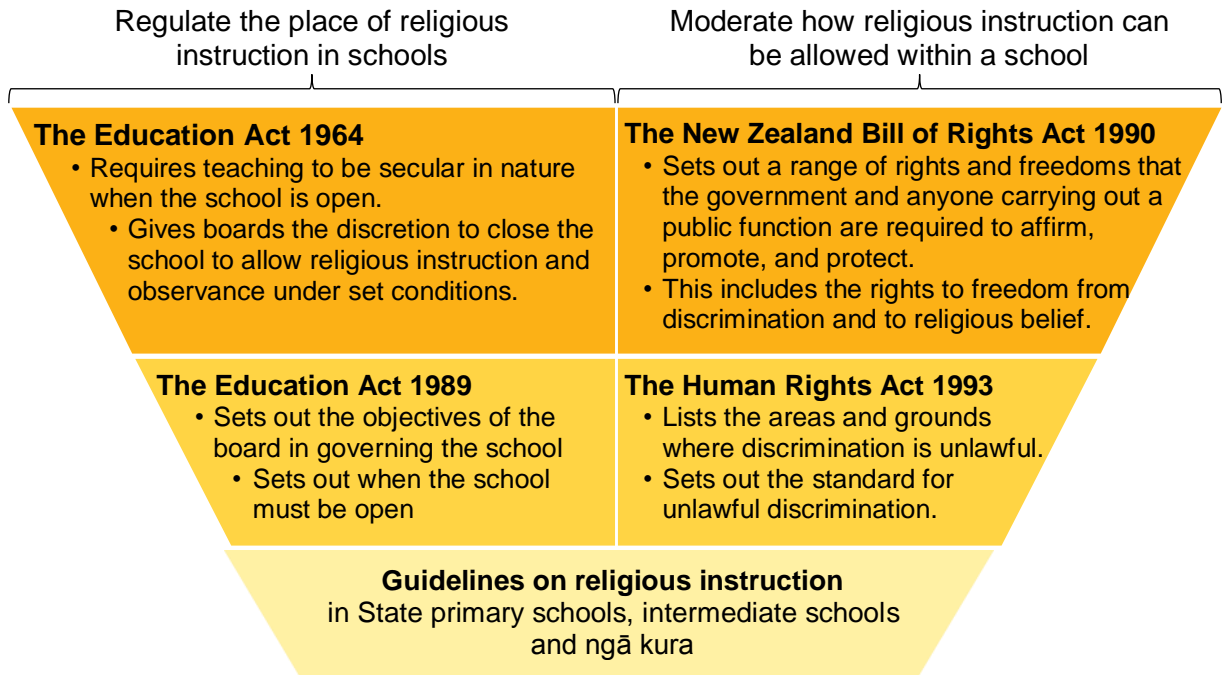 Regulate the place of religious
instruction in schools
Moderate how religious instruction can
be allowed within a school
The Education Act 1964
• Requires teaching to be secular in nature
when the school is open.
• Gives boards the discretion to close the
school to allow religious instruction and
observance under set conditions.
The New Zealand Bill of Rights Act 1990
• Sets out a range of rights and freedoms that
the government and anyone carrying out a
public function are required to affirm,
promote, and protect.
• This includes the rights to freedom from
discrimination and to religious belief.
The Education Act 1989
• Sets out the objectives of the
board in governing the school
• Sets out when the school
must be open
The Human Rights Act 1993
• Lists the areas and grounds
where discrimination is unlawful.
• Sets out the standard for
unlawful discrimination.
Guidelines on religious instruction
in State primary schools, intermediate schools
and ngā kura